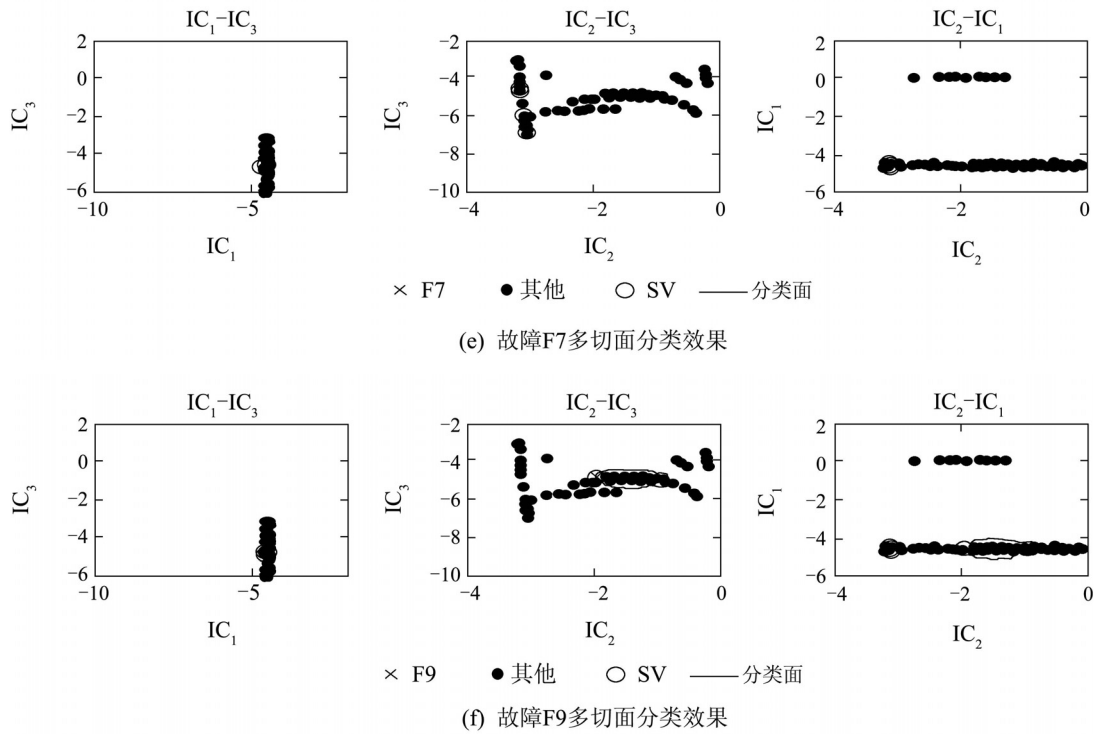 IC₁−IC₃ IC₂−IC₃ IC₂−IC₁
2 0 −2 −4 −6
IC₃
−10 −5
IC₁
−2 −4 −6 −8 −10
IC₃
−4 −2 0
IC₂
2 0 −2 −4 −6
IC₁
−4 −2 0
IC₂
× F7 ● 其他 ○ SV —— 分类面
(e) 故障F7多切面分类效果
IC₁−IC₃ IC₂−IC₃ IC₂−IC₁
2 0 −2 −4 −6
IC₃
−10 −5
IC₁
−2 −4 −6 −8 −10
IC₃
−4 −2 0
IC₂
2 0 −2 −4 −6
IC₁
−4 −2 0
IC₂
× F9 ● 其他 ○ SV —— 分类面
(f) 故障F9多切面分类效果